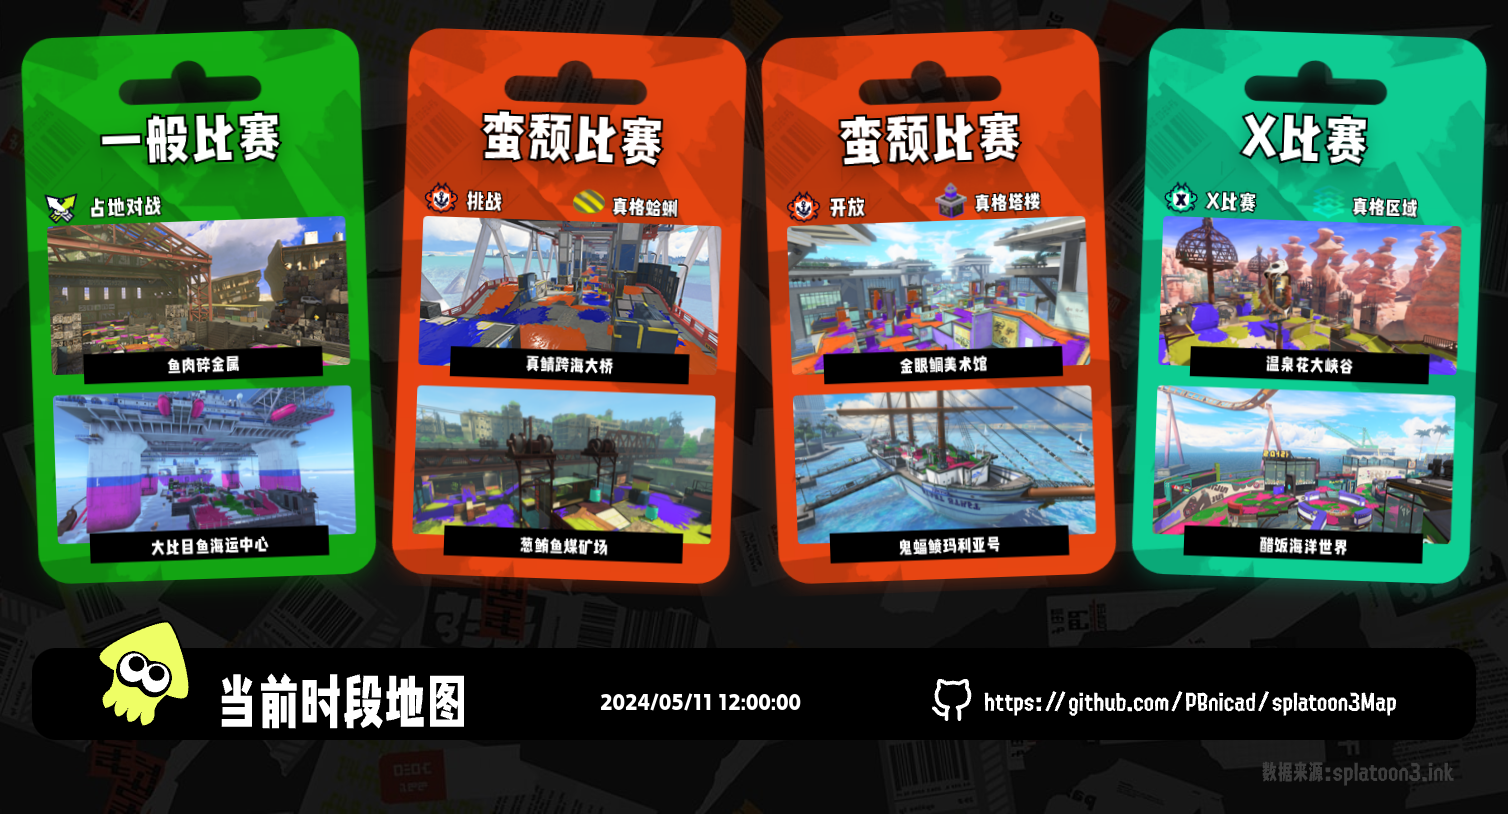 一般比赛
占地对战
鱼肉碎金属
大比目鱼海运中心
蛮颓比赛
挑战
真格蛤蜊
真鲭跨海大桥
葱鲔鱼煤矿场
蛮颓比赛
开放
真格塔楼
金眼鲷美术馆
鬼蝠鲼玛利亚号
X比赛
X比赛
真格区域
温泉花大峡谷
醋饭海洋世界
当前时段地图
2024/05/11 12:00:00
https://github.com/PBnicad/splatoon3Map
数据来源:splatoon3.ink